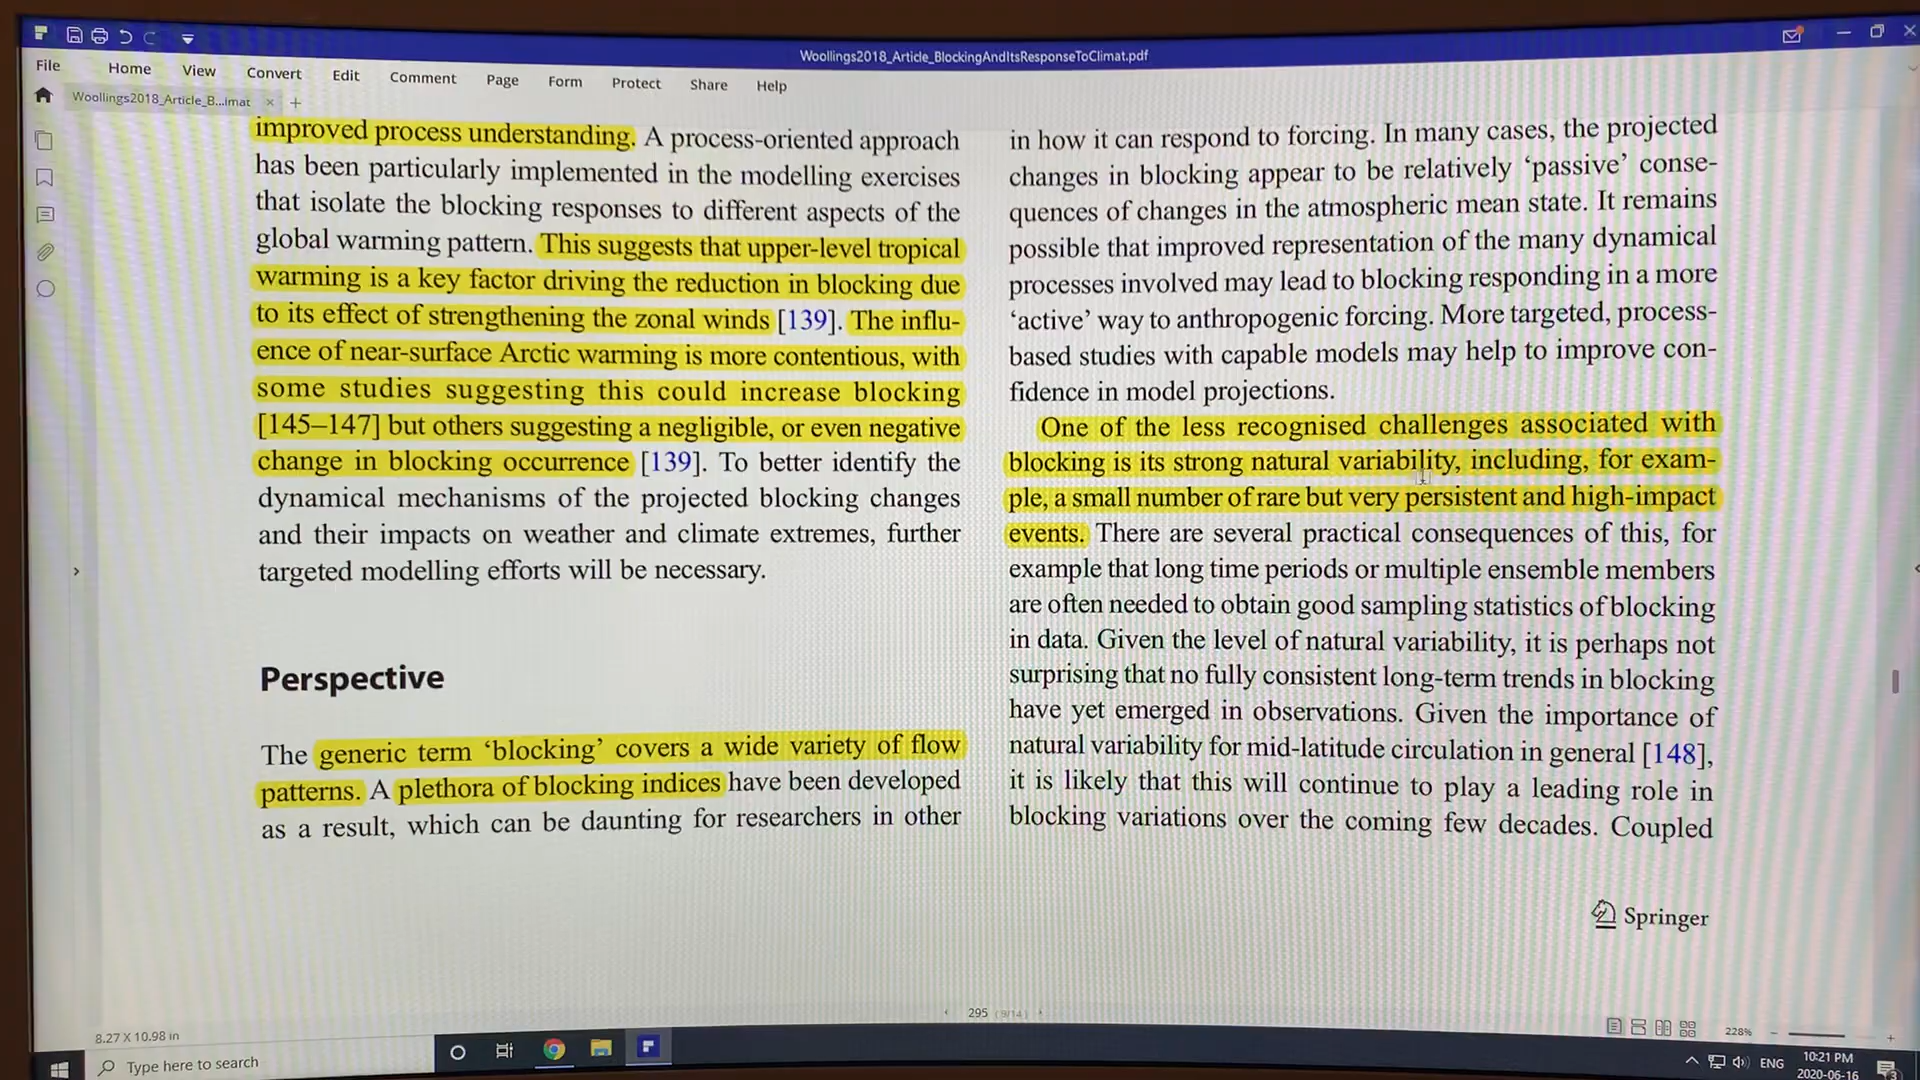 Woollings2018_Article_BlockingAndItsResponseToClimat.pdf
File Home View Convert Edit Comment Page Form Protect Share Help
Woollings2018_Article_B...imat × +
improved process understanding. A process-oriented approach
has been particularly implemented in the modelling exercises
that isolate the blocking responses to different aspects of the
global warming pattern. This suggests that upper-level tropical
warming is a key factor driving the reduction in blocking due
to its effect of strengthening the zonal winds [139]. The influ-
ence of near-surface Arctic warming is more contentious, with
some studies suggesting this could increase blocking
[145–147] but others suggesting a negligible, or even negative
change in blocking occurrence [139]. To better identify the
dynamical mechanisms of the projected blocking changes
and their impacts on weather and climate extremes, further
targeted modelling efforts will be necessary.
Perspective
The generic term ‘blocking’ covers a wide variety of flow
patterns. A plethora of blocking indices have been developed
as a result, which can be daunting for researchers in other
in how it can respond to forcing. In many cases, the projected
changes in blocking appear to be relatively ‘passive’ conse-
quences of changes in the atmospheric mean state. It remains
possible that improved representation of the many dynamical
processes involved may lead to blocking responding in a more
‘active’ way to anthropogenic forcing. More targeted, process-
based studies with capable models may help to improve con-
fidence in model projections.
One of the less recognised challenges associated with
blocking is its strong natural variability, including, for exam-
ple, a small number of rare but very persistent and high-impact
events. There are several practical consequences of this, for
example that long time periods or multiple ensemble members
are often needed to obtain good sampling statistics of blocking
in data. Given the level of natural variability, it is perhaps not
surprising that no fully consistent long-term trends in blocking
have yet emerged in observations. Given the importance of
natural variability for mid-latitude circulation in general [148],
it is likely that this will continue to play a leading role in
blocking variations over the coming few decades. Coupled
Springer
295 (9/14)
8.27 X 10.98 in
228%
Type here to search
ENG
10:21 PM
2020-06-16
3